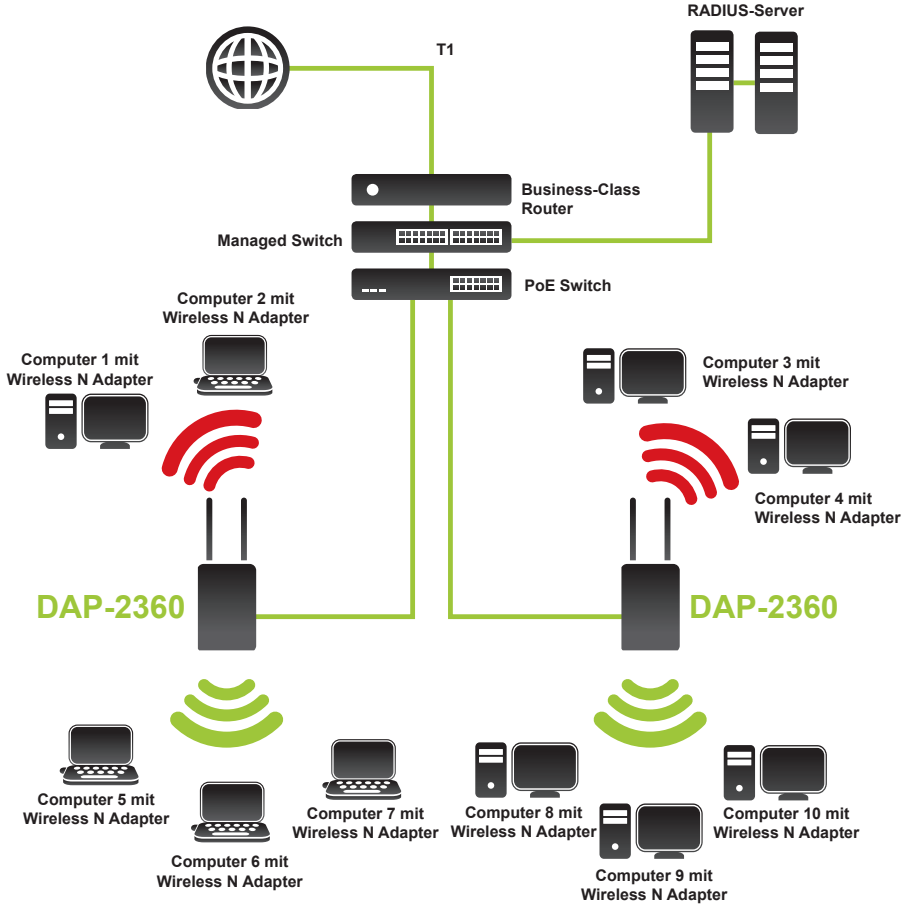 RADIUS-Server
T1
Business-Class
Router
Managed Switch
PoE Switch
Computer 2 mit
Wireless N Adapter
Computer 1 mit
Wireless N Adapter
Computer 3 mit
Wireless N Adapter
Computer 4 mit
Wireless N Adapter
DAP-2360
DAP-2360
Computer 5 mit
Wireless N Adapter
Computer 6 mit
Wireless N Adapter
Computer 7 mit
Wireless N Adapter
Computer 8 mit
Wireless N Adapter
Computer 9 mit
Wireless N Adapter
Computer 10 mit
Wireless N Adapter